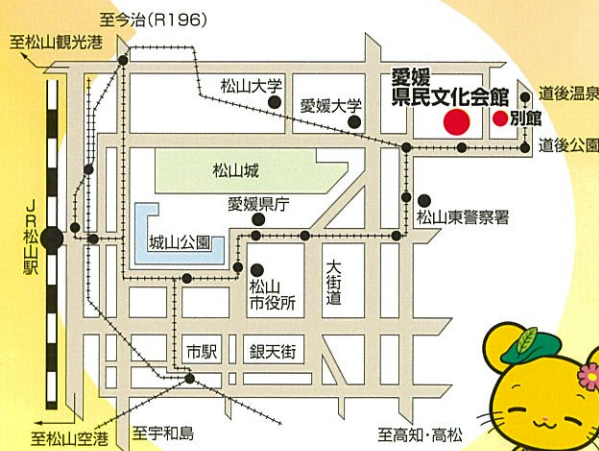 至今治(R196)
至松山観光港
松山大学
愛媛大学
愛媛
県民文化会館
別館
道後温泉
道後公園
松山城
愛媛県庁
松山東警察署
城山公園
JR松山駅
松山
市役所
大街道
市駅
銀天街
至松山空港
至宇和島
至高知・高松